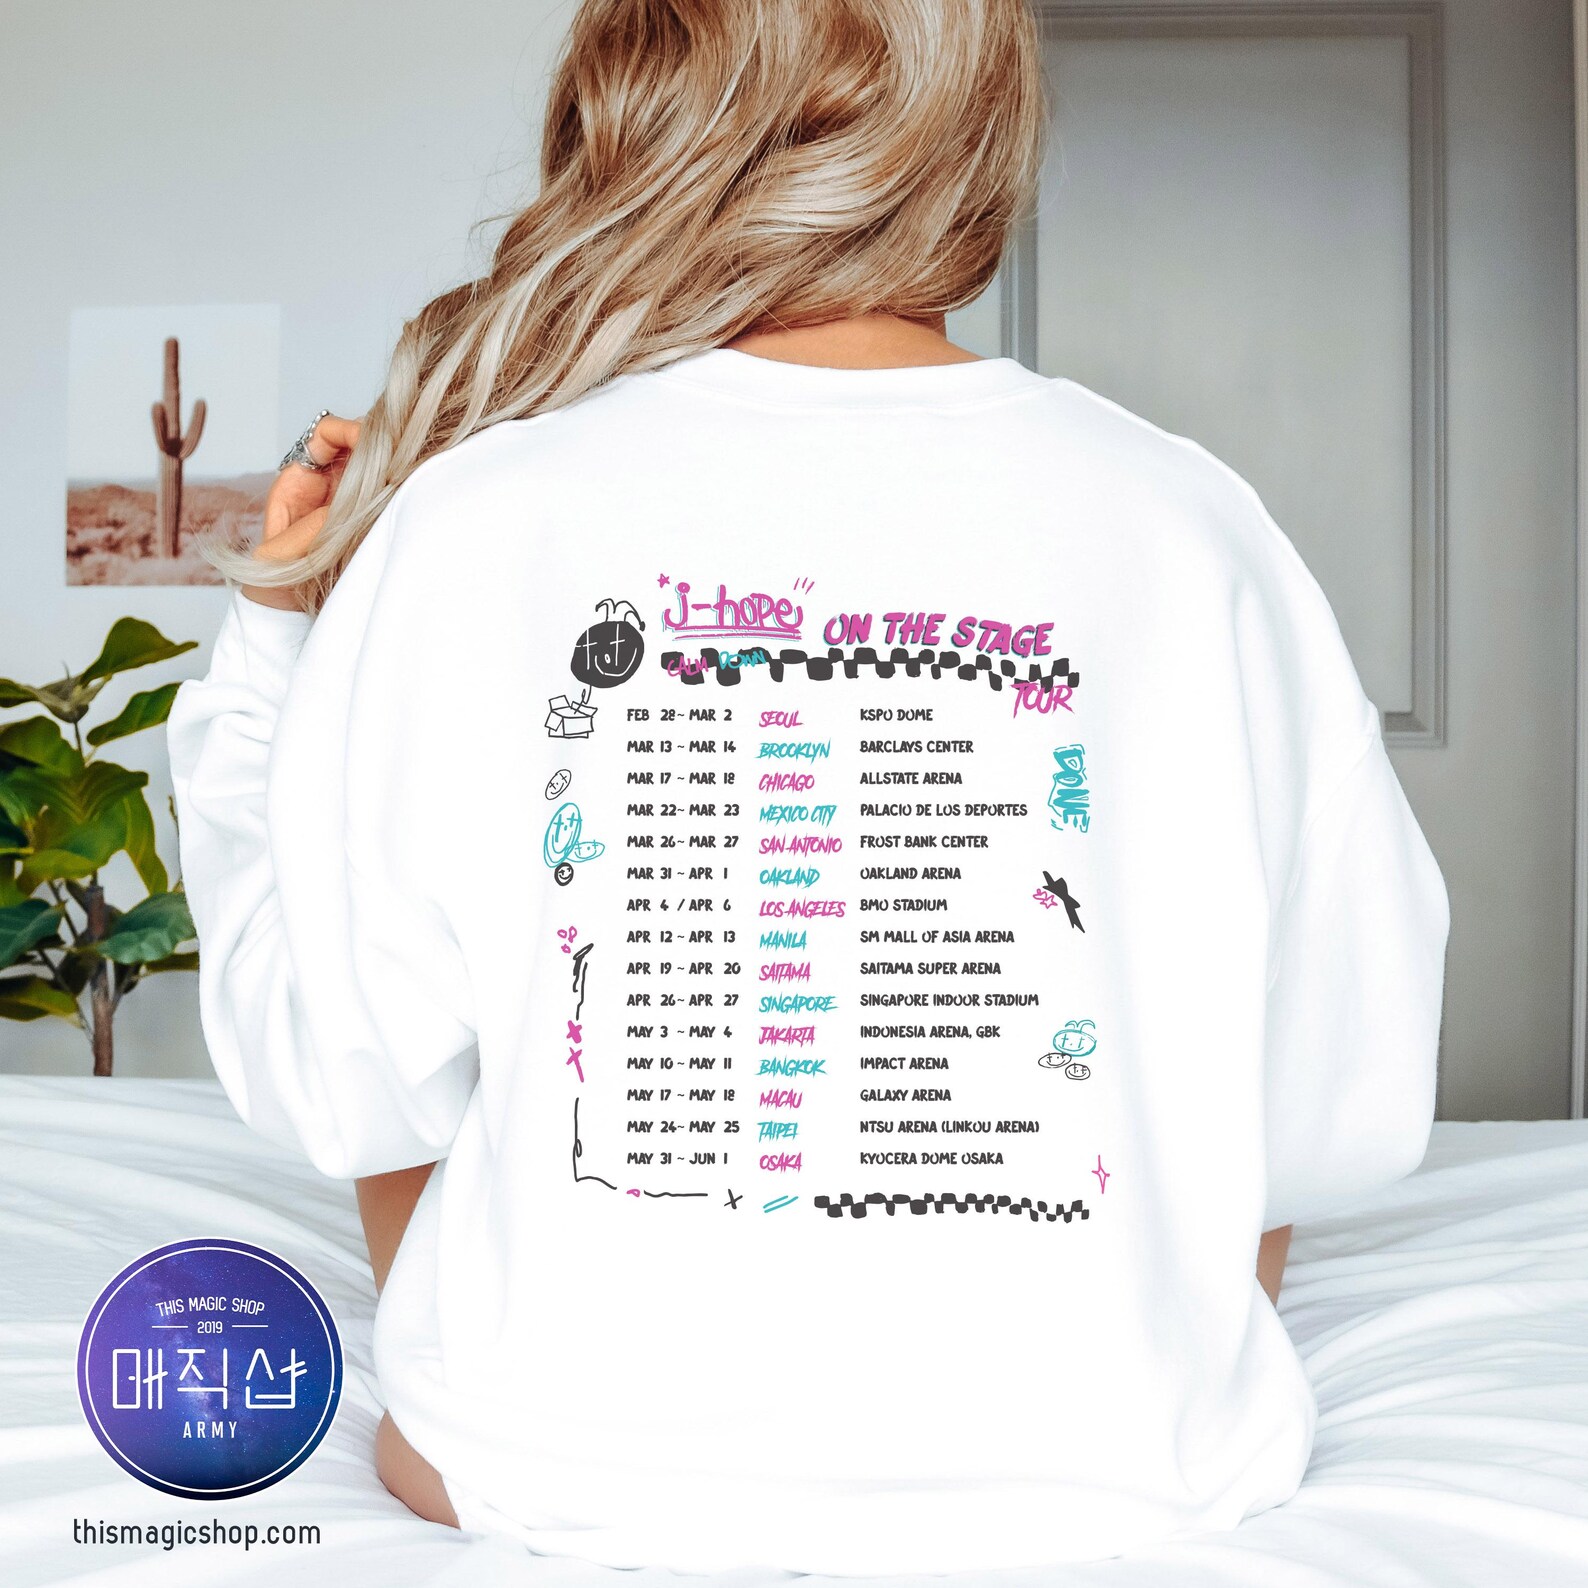 j-hope ON THE STAGE
CALM DOWN
TOUR
FEB 28~ MAR 2 SEOUL KSPO DOME
MAR 13 ~ MAR 14 BROOKLYN BARCLAYS CENTER
MAR 17 ~ MAR 18 CHICAGO ALLSTATE ARENA
MAR 22~ MAR 23 MEXICO CITY PALACIO DE LOS DEPORTES
MAR 26~ MAR 27 SAN ANTONIO FROST BANK CENTER
MAR 31 ~ APR 1 OAKLAND OAKLAND ARENA
APR 4 / APR 6 LOS ANGELES BMO STADIUM
APR 12 ~ APR 13 MANILA SM MALL OF ASIA ARENA
APR 19 ~ APR 20 SAITAMA SAITAMA SUPER ARENA
APR 26~ APR 27 SINGAPORE SINGAPORE INDOOR STADIUM
MAY 3 ~ MAY 4 JAKARTA INDONESIA ARENA, GBK
MAY 10 ~ MAY 11 BANGKOK IMPACT ARENA
MAY 17 ~ MAY 18 MACAU GALAXY ARENA
MAY 24~ MAY 25 TAIPEI NTSU ARENA (LINKOU ARENA)
MAY 31 ~ JUN 1 OSAKA KYOCERA DOME OSAKA
DONE
THIS MAGIC SHOP
2019
매직샵
ARMY
thismagicshop.com